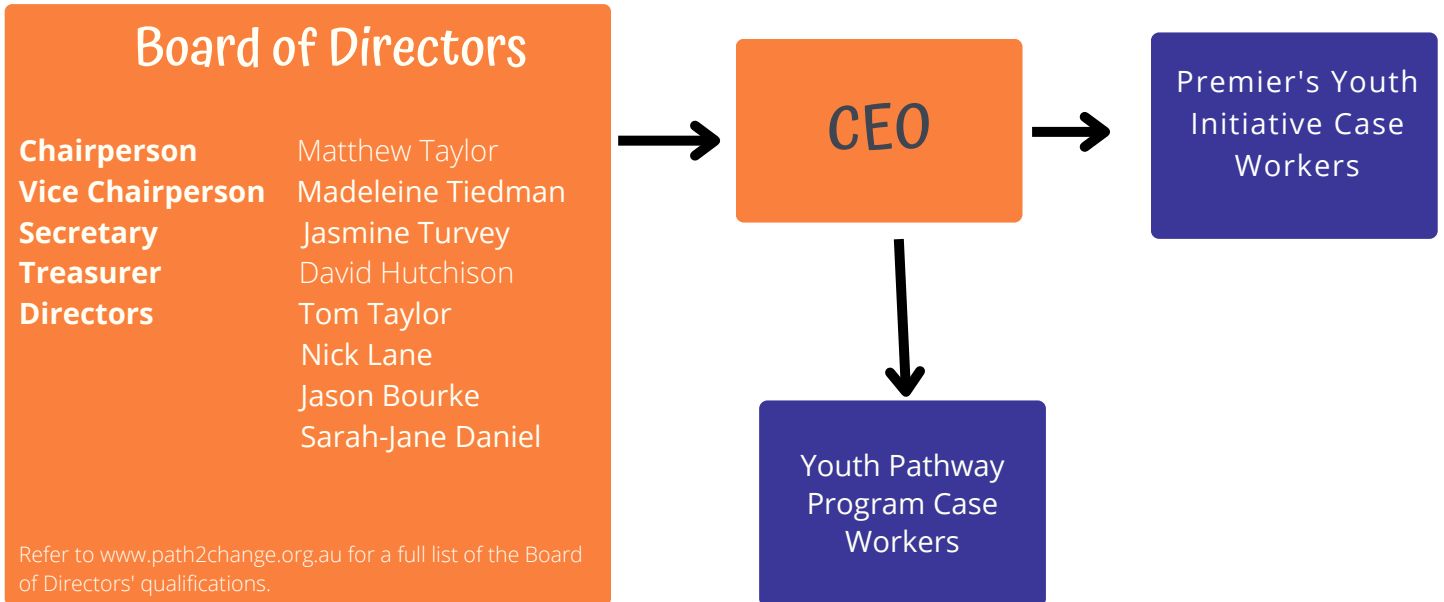 Board of Directors
Chairperson Matthew Taylor
Vice Chairperson Madeleine Tiedman
Secretary Jasmine Turvey
Treasurer David Hutchison
Directors Tom Taylor
Nick Lane
Jason Bourke
Sarah-Jane Daniel
Refer to www.path2change.org.au for a full list of the Board
of Directors' qualifications.
CEO
Premier's Youth
Initiative Case
Workers
Youth Pathway
Program Case
Workers